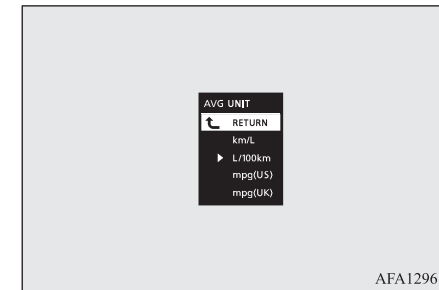 AVG UNIT
RETURN
km/L
L/100km
mpg(US)
mpg(UK)
AFA1296